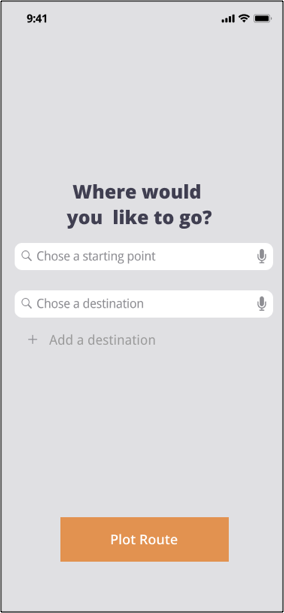 9:41
Where would
you like to go?
Chose a starting point
Chose a destination
+ Add a destination
Plot Route